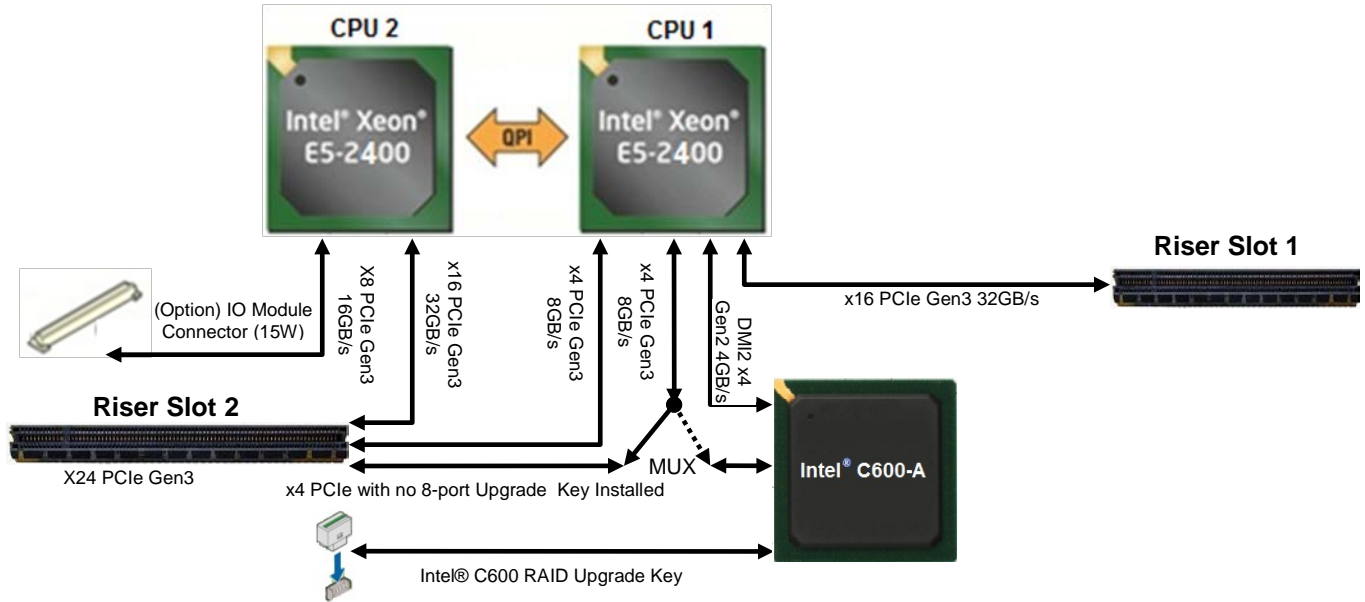 CPU 2
CPU 1
Intel® Xeon®
E5-2400
QPI
Intel® Xeon®
E5-2400
Riser Slot 1
x16 PCIe Gen3 32GB/s
(Option) IO Module
Connector (15W)
X8 PCIe Gen3
16GB/s
x16 PCIe Gen3
32GB/s
x4 PCIe Gen3
8GB/s
x4 PCIe Gen3
8GB/s
DMI2 x4
Gen2 4GB/s
Riser Slot 2
X24 PCIe Gen3
MUX
Intel® C600-A
x4 PCIe with no 8-port Upgrade Key Installed
Intel® C600 RAID Upgrade Key